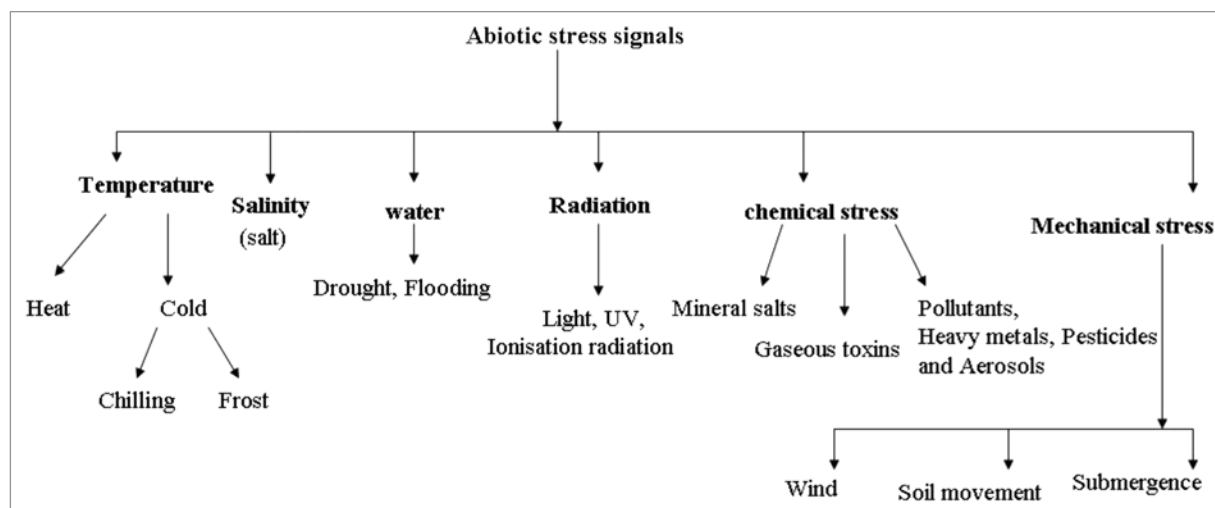 Abiotic stress signals
Temperature
Salinity
(salt)
water
Radiation
chemical stress
Mechanical stress
Heat
Cold
Chilling
Frost
Drought, Flooding
Light, UV,
Ionisation radiation
Mineral salts
Gaseous toxins
Pollutants,
Heavy metals, Pesticides
and Aerosols
Wind
Soil movement
Submergence